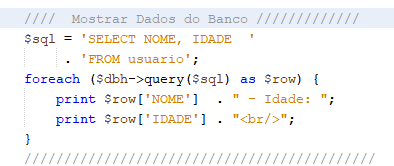 ////  Mostrar Dados do Banco /////////////
$sql = 'SELECT NOME, IDADE  '
     . 'FROM usuario';
foreach ($dbh->query($sql) as $row) {
    print $row['NOME']  . " - Idade: ";
    print $row['IDADE'] . "<br/>";
}
///////////////////////////////////////////